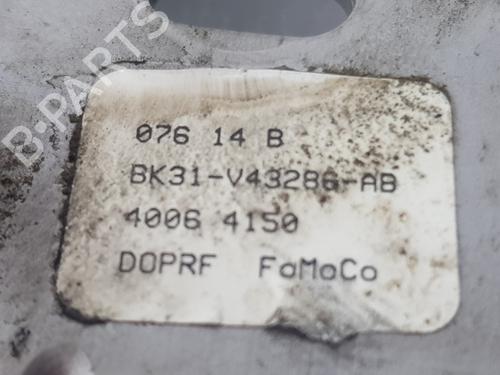 B-PARTS
076 14 B
BK31-V43286-AB
4006 4150
DOPRF FoMoCo